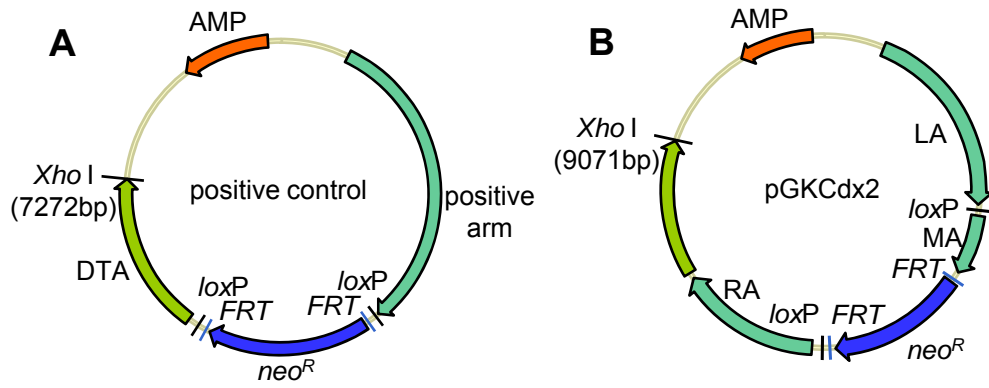 A
AMP
Xho I
(7272bp)
positive control
positive
arm
DTA
loxP
FRT
loxP
FRT
neoR
B
AMP
Xho I
(9071bp)
pGKCdx2
LA
loxP
MA
FRT
RA
loxP
FRT
neoR